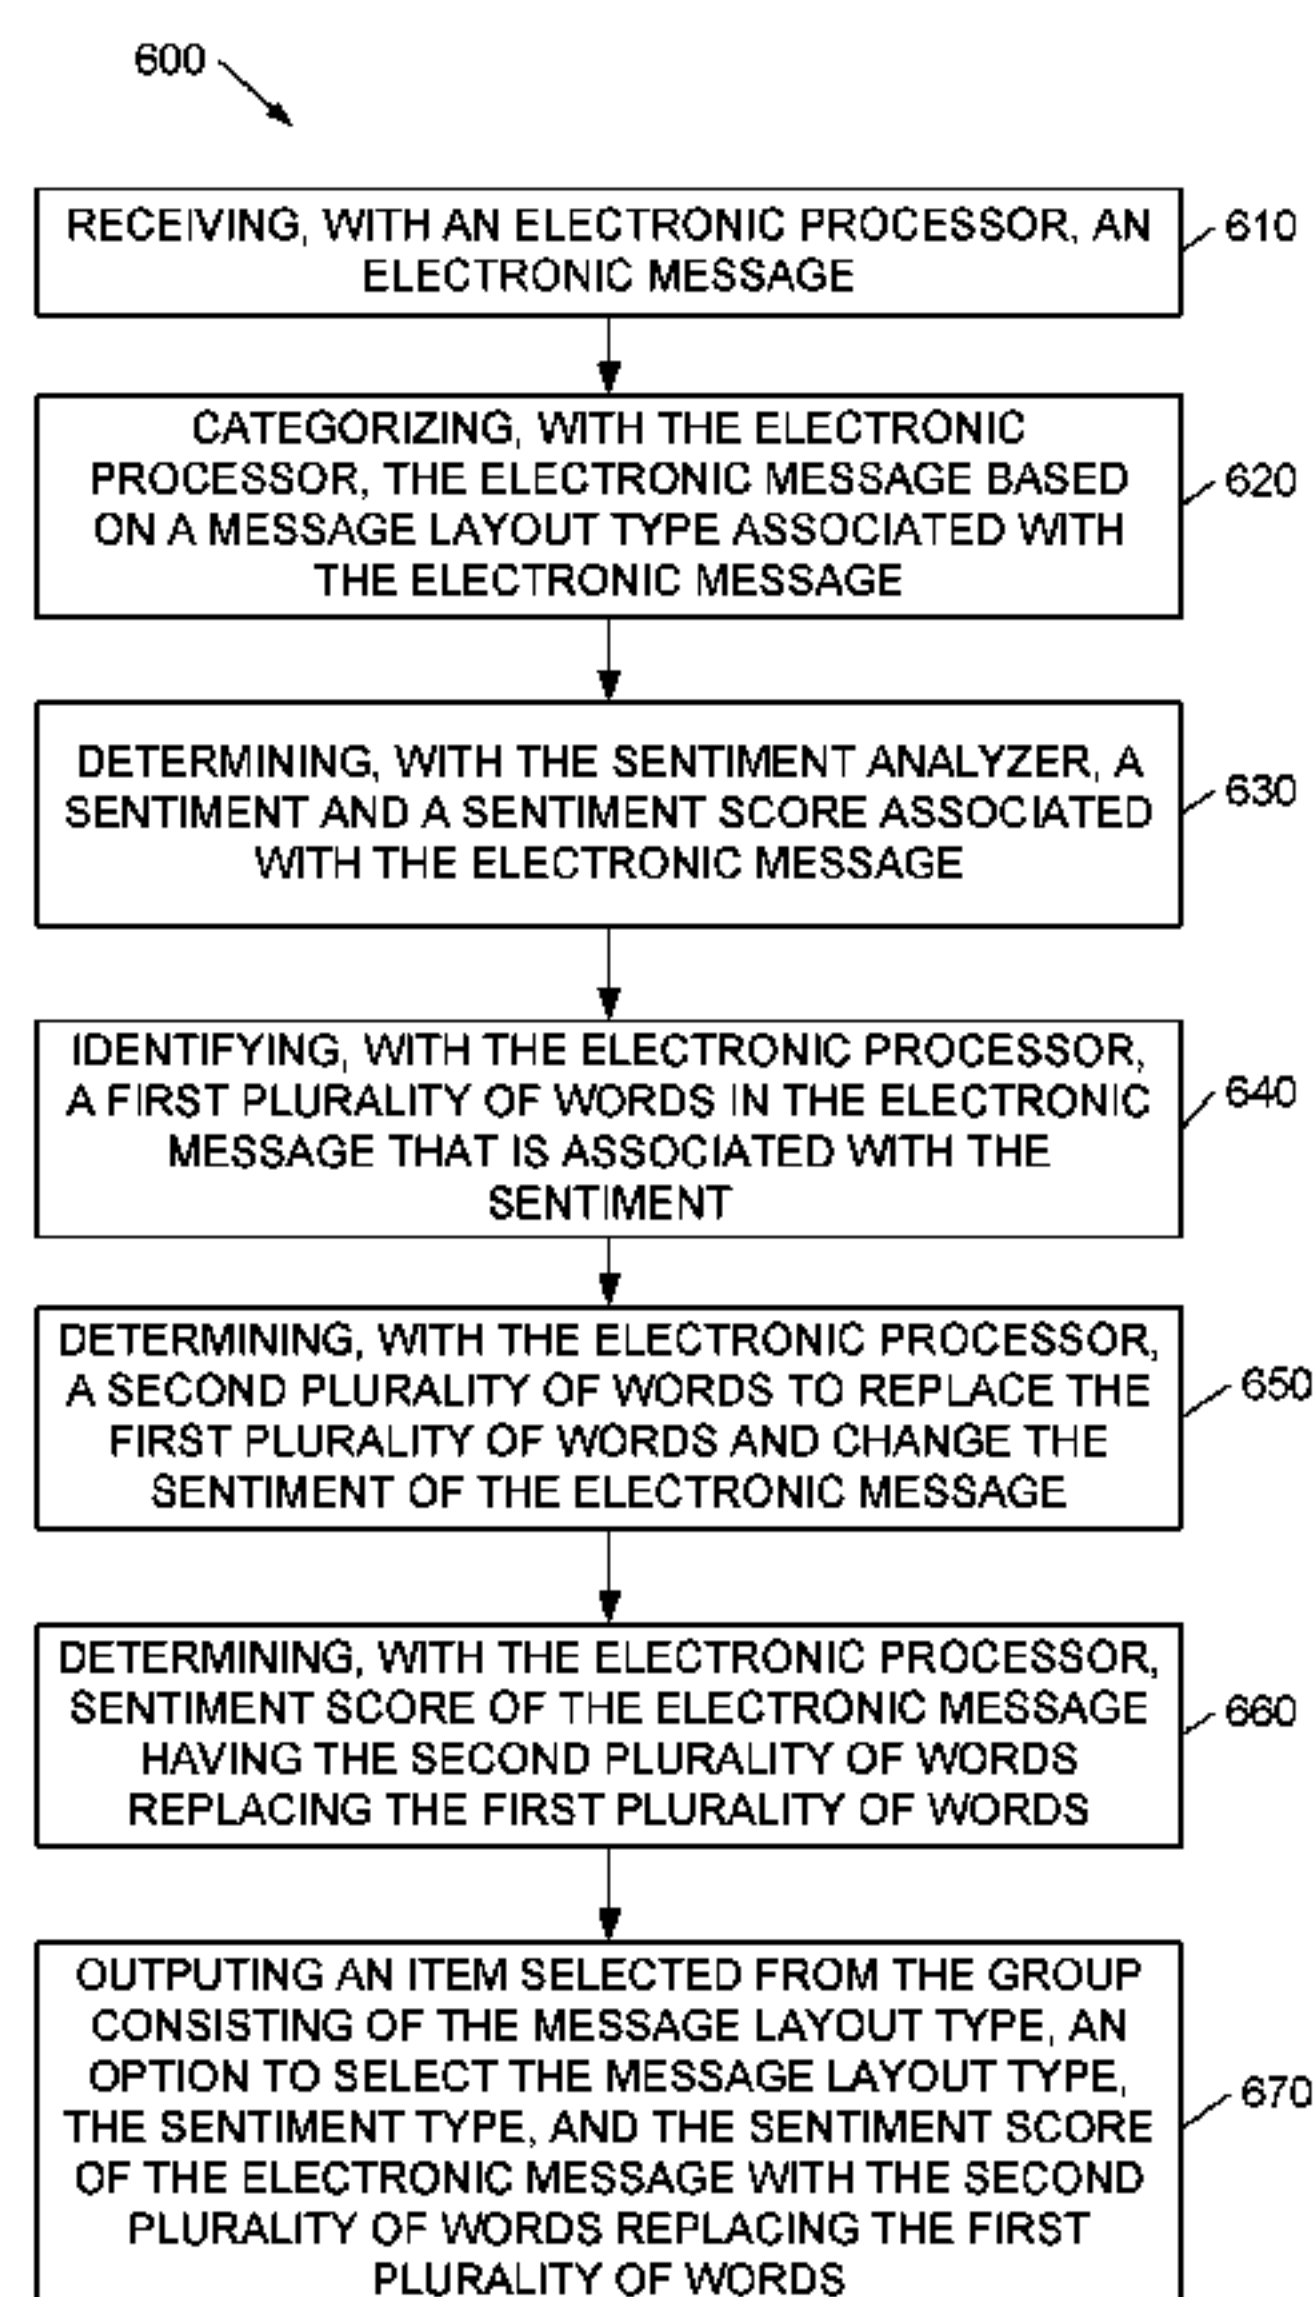 600
RECEIVING, WITH AN ELECTRONIC PROCESSOR, AN
ELECTRONIC MESSAGE
610
CATEGORIZING, WITH THE ELECTRONIC
PROCESSOR, THE ELECTRONIC MESSAGE BASED
ON A MESSAGE LAYOUT TYPE ASSOCIATED WITH
THE ELECTRONIC MESSAGE
620
DETERMINING, WITH THE SENTIMENT ANALYZER, A
SENTIMENT AND A SENTIMENT SCORE ASSOCIATED
WITH THE ELECTRONIC MESSAGE
630
IDENTIFYING, WITH THE ELECTRONIC PROCESSOR,
A FIRST PLURALITY OF WORDS IN THE ELECTRONIC
MESSAGE THAT IS ASSOCIATED WITH THE
SENTIMENT
640
DETERMINING, WITH THE ELECTRONIC PROCESSOR,
A SECOND PLURALITY OF WORDS TO REPLACE THE
FIRST PLURALITY OF WORDS AND CHANGE THE
SENTIMENT OF THE ELECTRONIC MESSAGE
650
DETERMINING, WITH THE ELECTRONIC PROCESSOR,
SENTIMENT SCORE OF THE ELECTRONIC MESSAGE
HAVING THE SECOND PLURALITY OF WORDS
REPLACING THE FIRST PLURALITY OF WORDS
660
OUTPUTING AN ITEM SELECTED FROM THE GROUP
CONSISTING OF THE MESSAGE LAYOUT TYPE, AN
OPTION TO SELECT THE MESSAGE LAYOUT TYPE,
THE SENTIMENT TYPE, AND THE SENTIMENT SCORE
OF THE ELECTRONIC MESSAGE WITH THE SECOND
PLURALITY OF WORDS REPLACING THE FIRST
PLURALITY OF WORDS
670